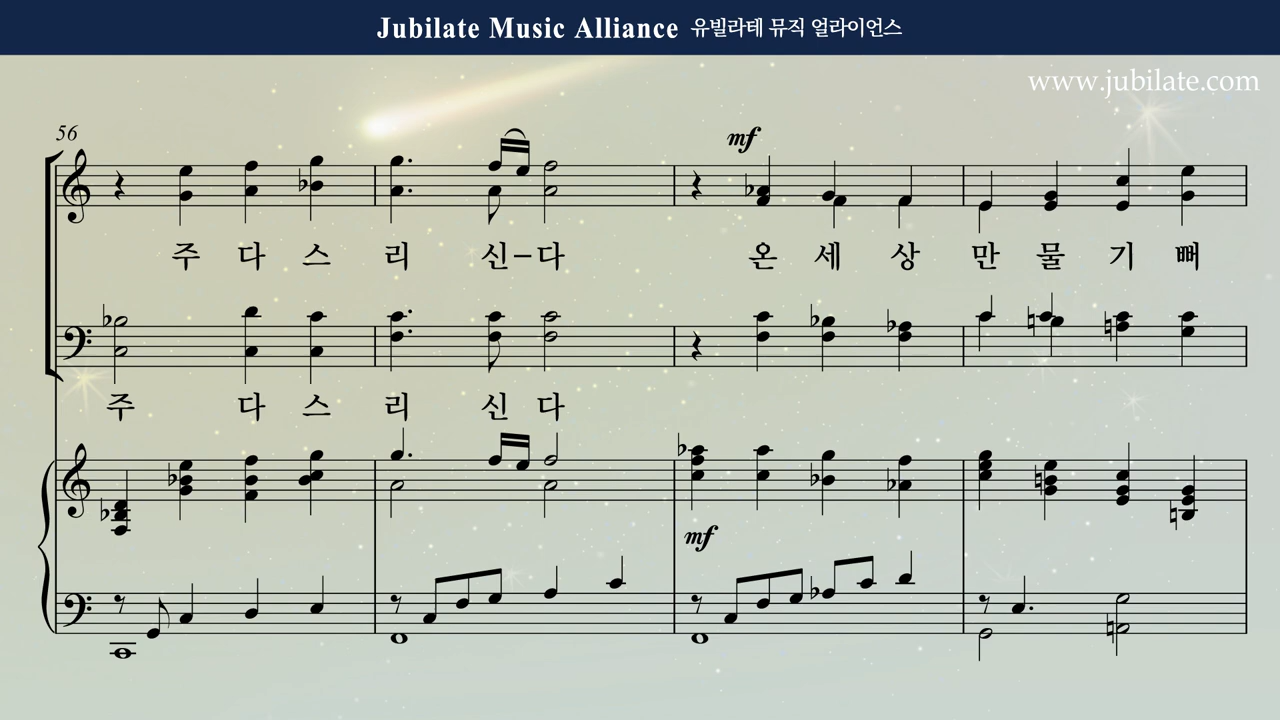 Jubilate Music Alliance 유빌라테 뮤직 얼라이언스
www.jubilate.com
56
mf
주 다 스 리 신-다 온 세 상 만 물 기 뻐
주 다 스 리 신 다
mf